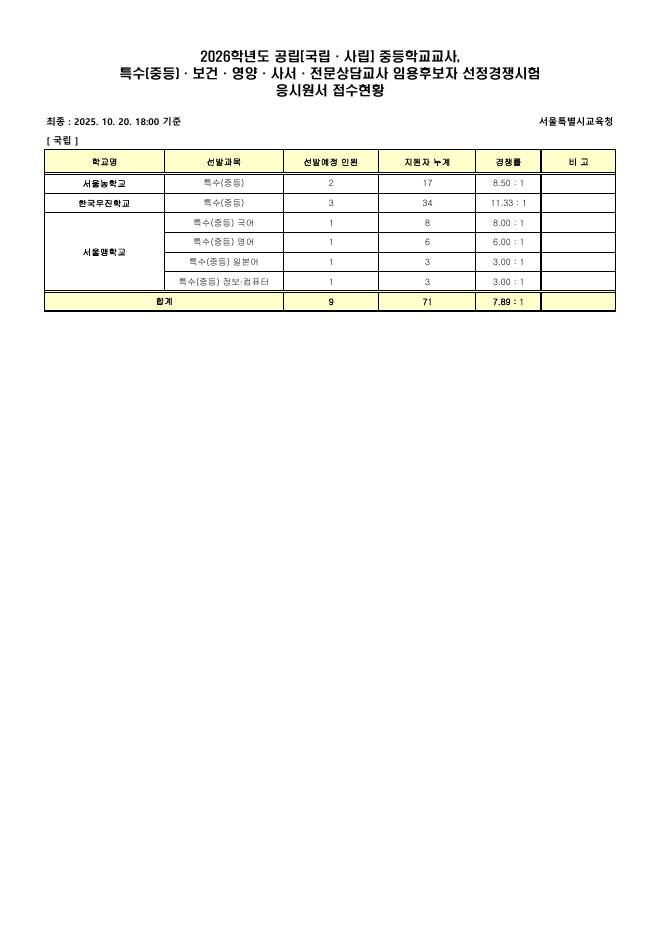 2026학년도 공립[국립 · 사립] 중등학교교사,
특수(중등) · 보건 · 영양 · 사서 · 전문상담교사 임용후보자 선정경쟁시험
응시원서 접수현황
최종 : 2025. 10. 20. 18:00 기준 서울특별시교육청
[ 국립 ]
학교명 선발과목 선발예정 인원 지원자 누계 경쟁률 비 고
서울농학교 특수(중등) 2 17 8.50 : 1
한국우진학교 특수(중등) 3 34 11.33 : 1
서울맹학교 특수(중등) 국어 1 8 8.00 : 1
특수(중등) 영어 1 6 6.00 : 1
특수(중등) 일본어 1 3 3.00 : 1
특수(중등) 정보·컴퓨터 1 3 3.00 : 1
합계 9 71 7.89 : 1